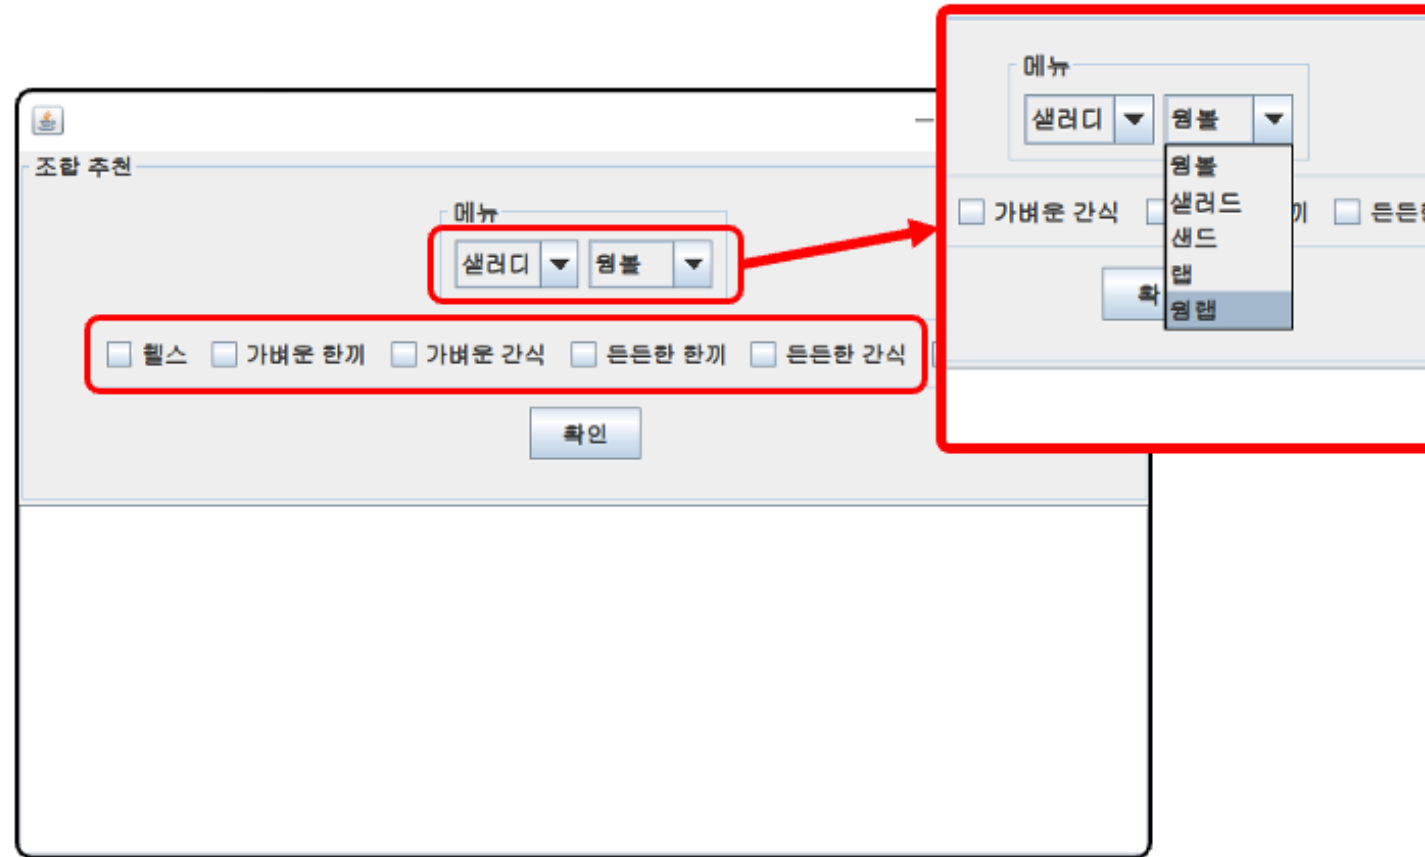 조합 추천
메뉴
샐러디 웜볼
헬스 가벼운 한끼 가벼운 간식 든든한 한끼 든든한 간식
확인
메뉴
샐러디 웜볼
웜볼
샐러드
샌드
랩
웜랩
가벼운 간식